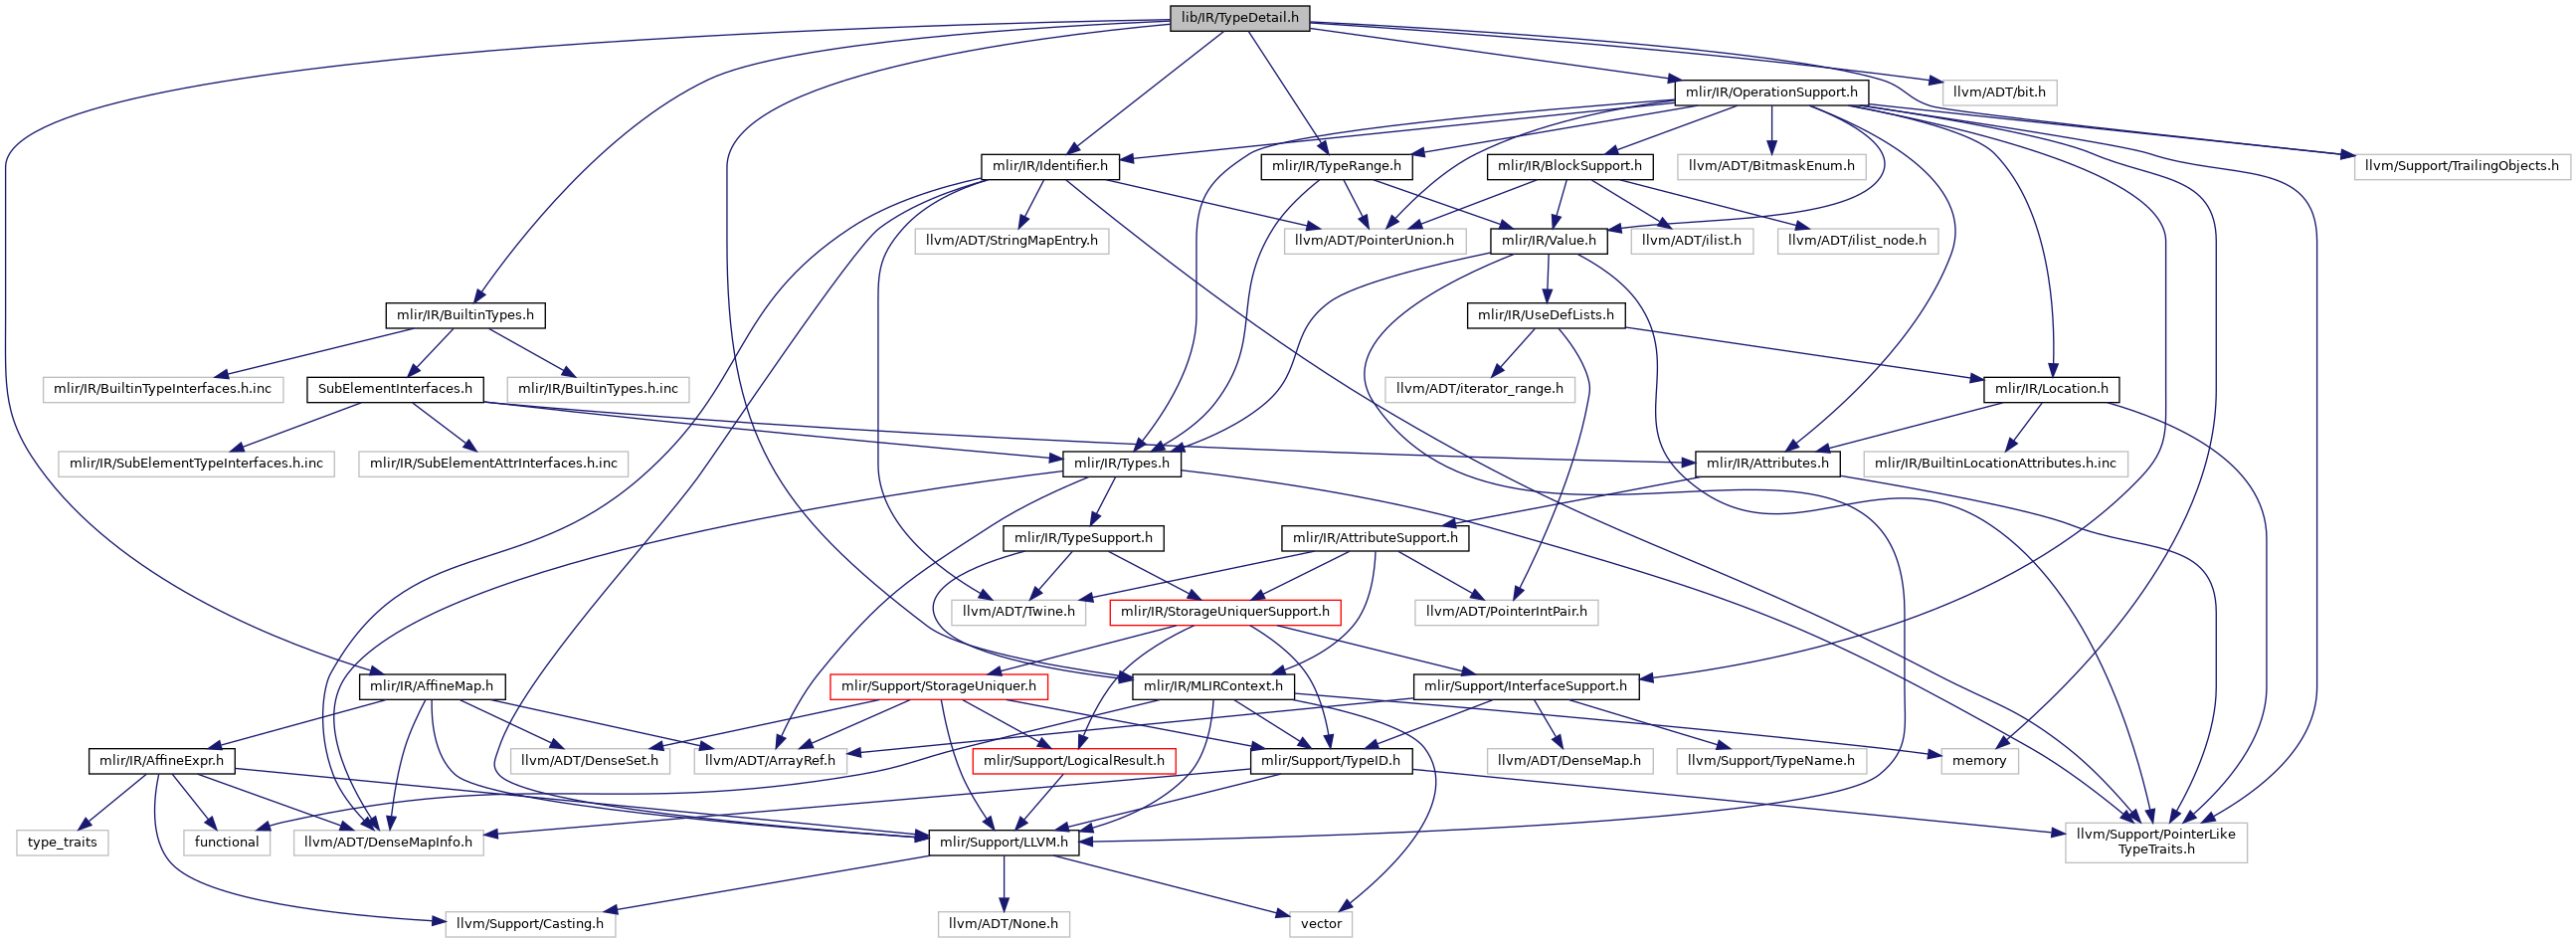 lib/IR/TypeDetail.h
mlir/IR/OperationSupport.h
llvm/ADT/bit.h
mlir/IR/Identifier.h
mlir/IR/TypeRange.h
mlir/IR/BlockSupport.h
llvm/ADT/BitmaskEnum.h
llvm/Support/TrailingObjects.h
llvm/ADT/StringMapEntry.h
llvm/ADT/PointerUnion.h
mlir/IR/Value.h
llvm/ADT/ilist.h
llvm/ADT/ilist_node.h
mlir/IR/BuiltinTypes.h
mlir/IR/UseDefLists.h
mlir/IR/BuiltinTypeInterfaces.h.inc
SubElementInterfaces.h
mlir/IR/BuiltinTypes.h.inc
llvm/ADT/iterator_range.h
mlir/IR/Location.h
mlir/IR/SubElementTypeInterfaces.h.inc
mlir/IR/SubElementAttrInterfaces.h.inc
mlir/IR/Types.h
mlir/IR/Attributes.h
mlir/IR/BuiltinLocationAttributes.h.inc
mlir/IR/TypeSupport.h
mlir/IR/AttributeSupport.h
llvm/ADT/Twine.h
mlir/IR/StorageUniquerSupport.h
llvm/ADT/PointerIntPair.h
mlir/IR/AffineMap.h
mlir/Support/StorageUniquer.h
mlir/IR/MLIRContext.h
mlir/Support/InterfaceSupport.h
mlir/IR/AffineExpr.h
llvm/ADT/DenseSet.h
llvm/ADT/ArrayRef.h
mlir/Support/LogicalResult.h
mlir/Support/TypeID.h
llvm/ADT/DenseMap.h
llvm/Support/TypeName.h
memory
type_traits
functional
llvm/ADT/DenseMapInfo.h
mlir/Support/LLVM.h
llvm/Support/PointerLike
TypeTraits.h
llvm/Support/Casting.h
llvm/ADT/None.h
vector